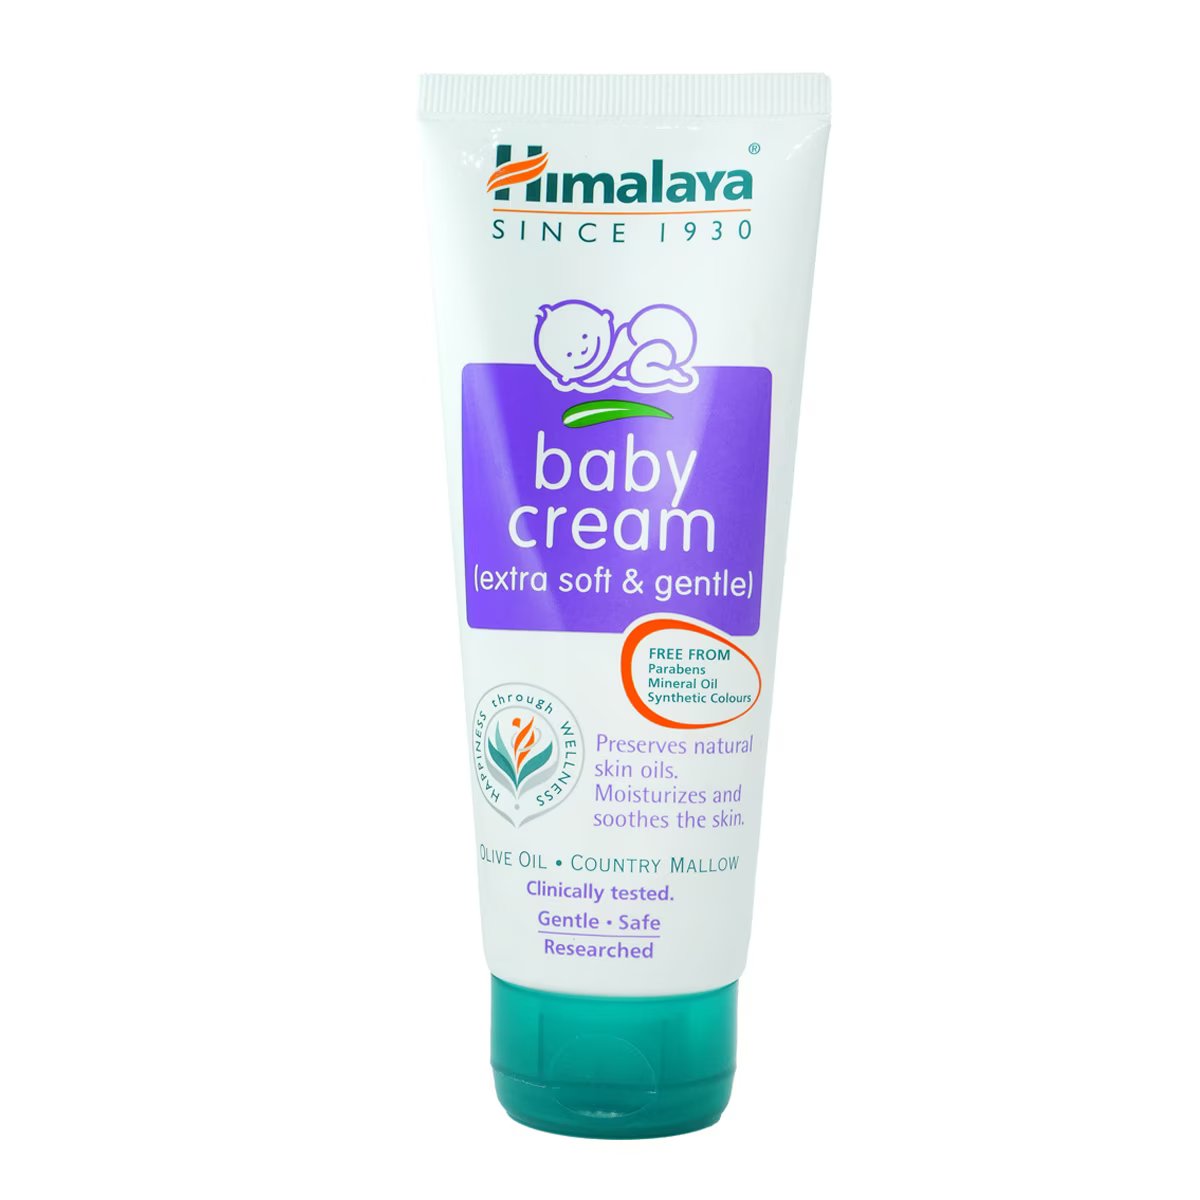 Himalaya®
SINCE 1930
baby
cream
(extra soft & gentle)
FREE FROM
Parabens
Mineral Oil
Synthetic Colours
HAPPINESS through WELLNESS
Preserves natural
skin oils.
Moisturizes and
soothes the skin.
OLIVE OIL • COUNTRY MALLOW
Clinically tested.
Gentle • Safe
Researched